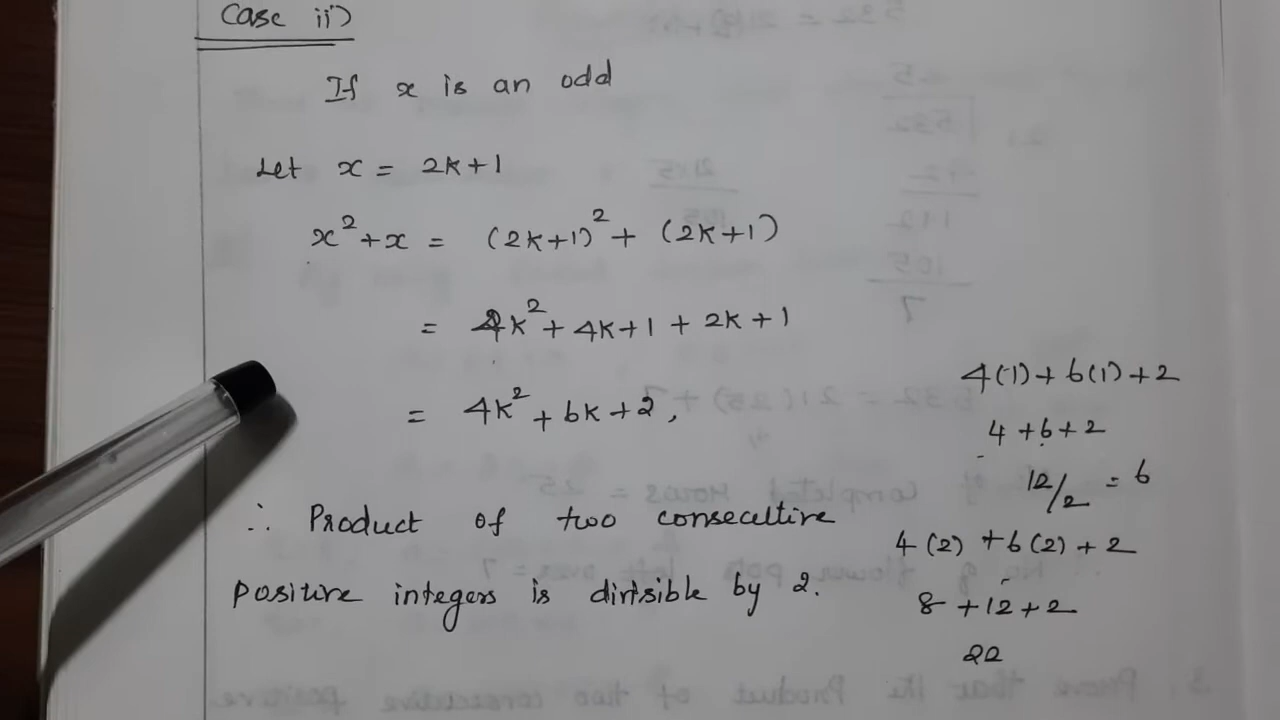 Case ii)
If x is an odd
Let x = 2k+1
x²+x = (2k+1)² + (2k+1)
= 4k² + 4k+1 + 2k+1
= 4k² + 6k+2,
∴ Product of two consecutive
positive integers is divisible by 2.
4(1) + 6(1) + 2
4 + 6 + 2
12/2 = 6
4(2) + 6(2) + 2
8 + 12 + 2
22